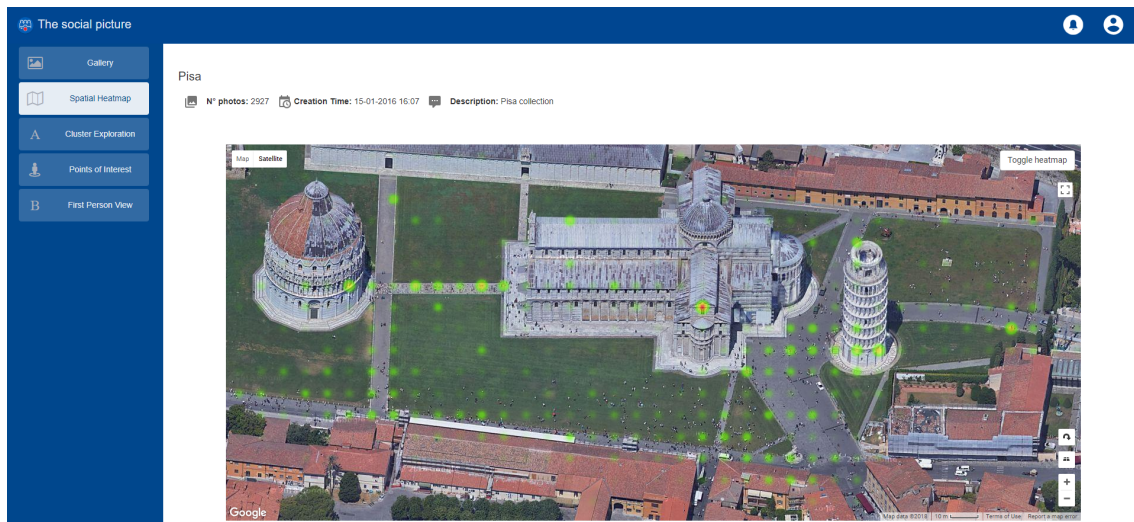 The social picture
Gallery
Spatial Heatmap
A Cluster Exploration
Points of Interest
B First Person View
Pisa
N° photos: 2927 Creation Time: 15-01-2016 16:07 Description: Pisa collection
Map Satellite
Toggle heatmap
+
−
Google
Map data ©2018 10 m Terms of Use Report a map error